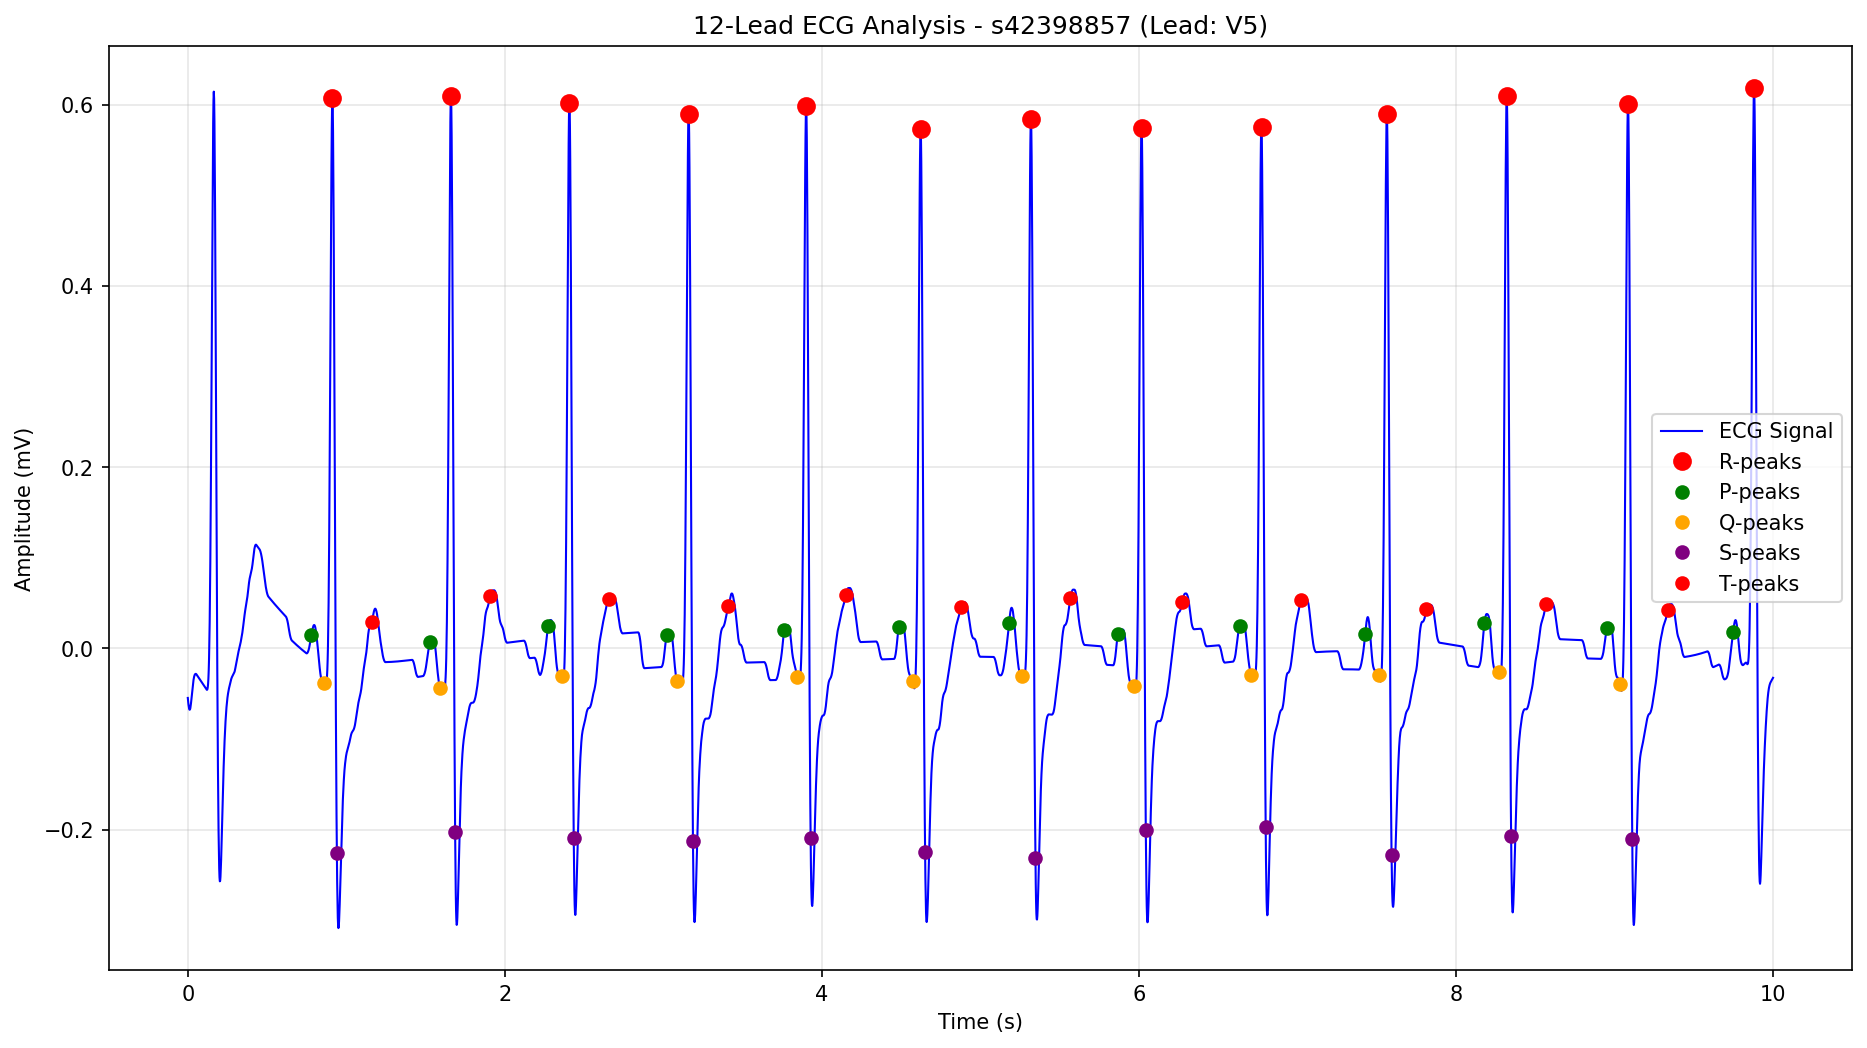 12-Lead ECG Analysis - s42398857 (Lead: V5)
Amplitude (mV)
0.6
0.4
0.2
0.0
−0.2
0
2
4
6
8
10
Time (s)
ECG Signal
R-peaks
P-peaks
Q-peaks
S-peaks
T-peaks